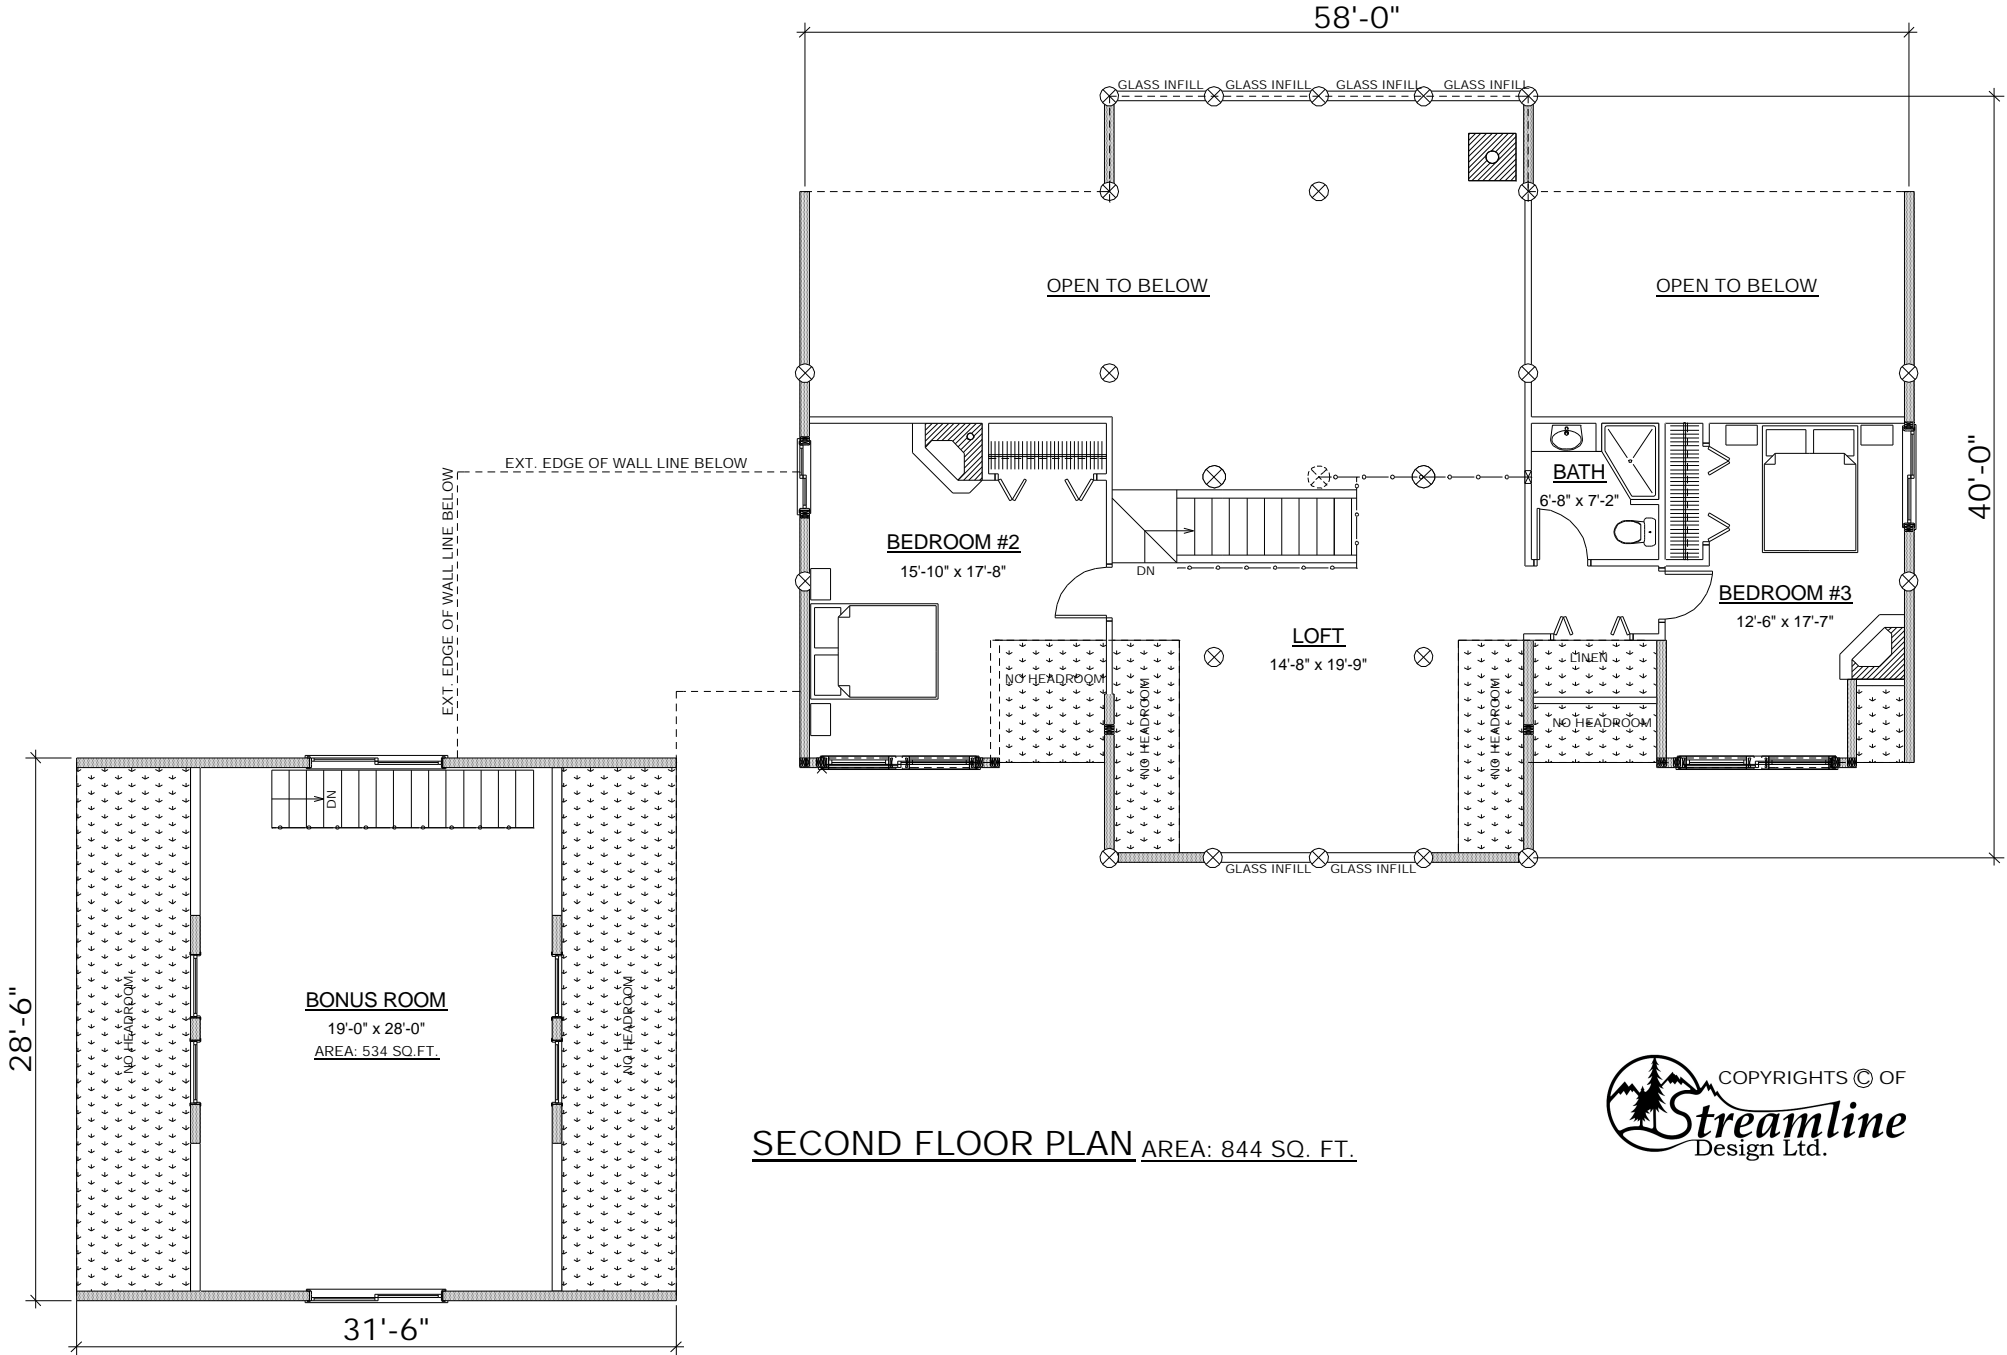 58'-0"
GLASS INFILL GLASS INFILL GLASS INFILL GLASS INFILL
OPEN TO BELOW
OPEN TO BELOW
40'-0"
EXT. EDGE OF WALL LINE BELOW
EXT. EDGE OF WALL LINE BELOW
BEDROOM #2
15'-10" x 17'-8"
DN
BATH
6'-8" x 7'-2"
BEDROOM #3
12'-6" x 17'-7"
LOFT
14'-8" x 19'-9"
LINEN
NO HEADROOM
NO HEADROOM
NO HEADROOM
NO HEADROOM
GLASS INFILL GLASS INFILL
DN
28'-6"
NO HEADROOM
BONUS ROOM
19'-0" x 28'-0"
AREA: 534 SQ.FT.
NO HEADROOM
31'-6"
SECOND FLOOR PLAN AREA: 844 SQ. FT.
COPYRIGHTS © OF
Streamline
Design Ltd.